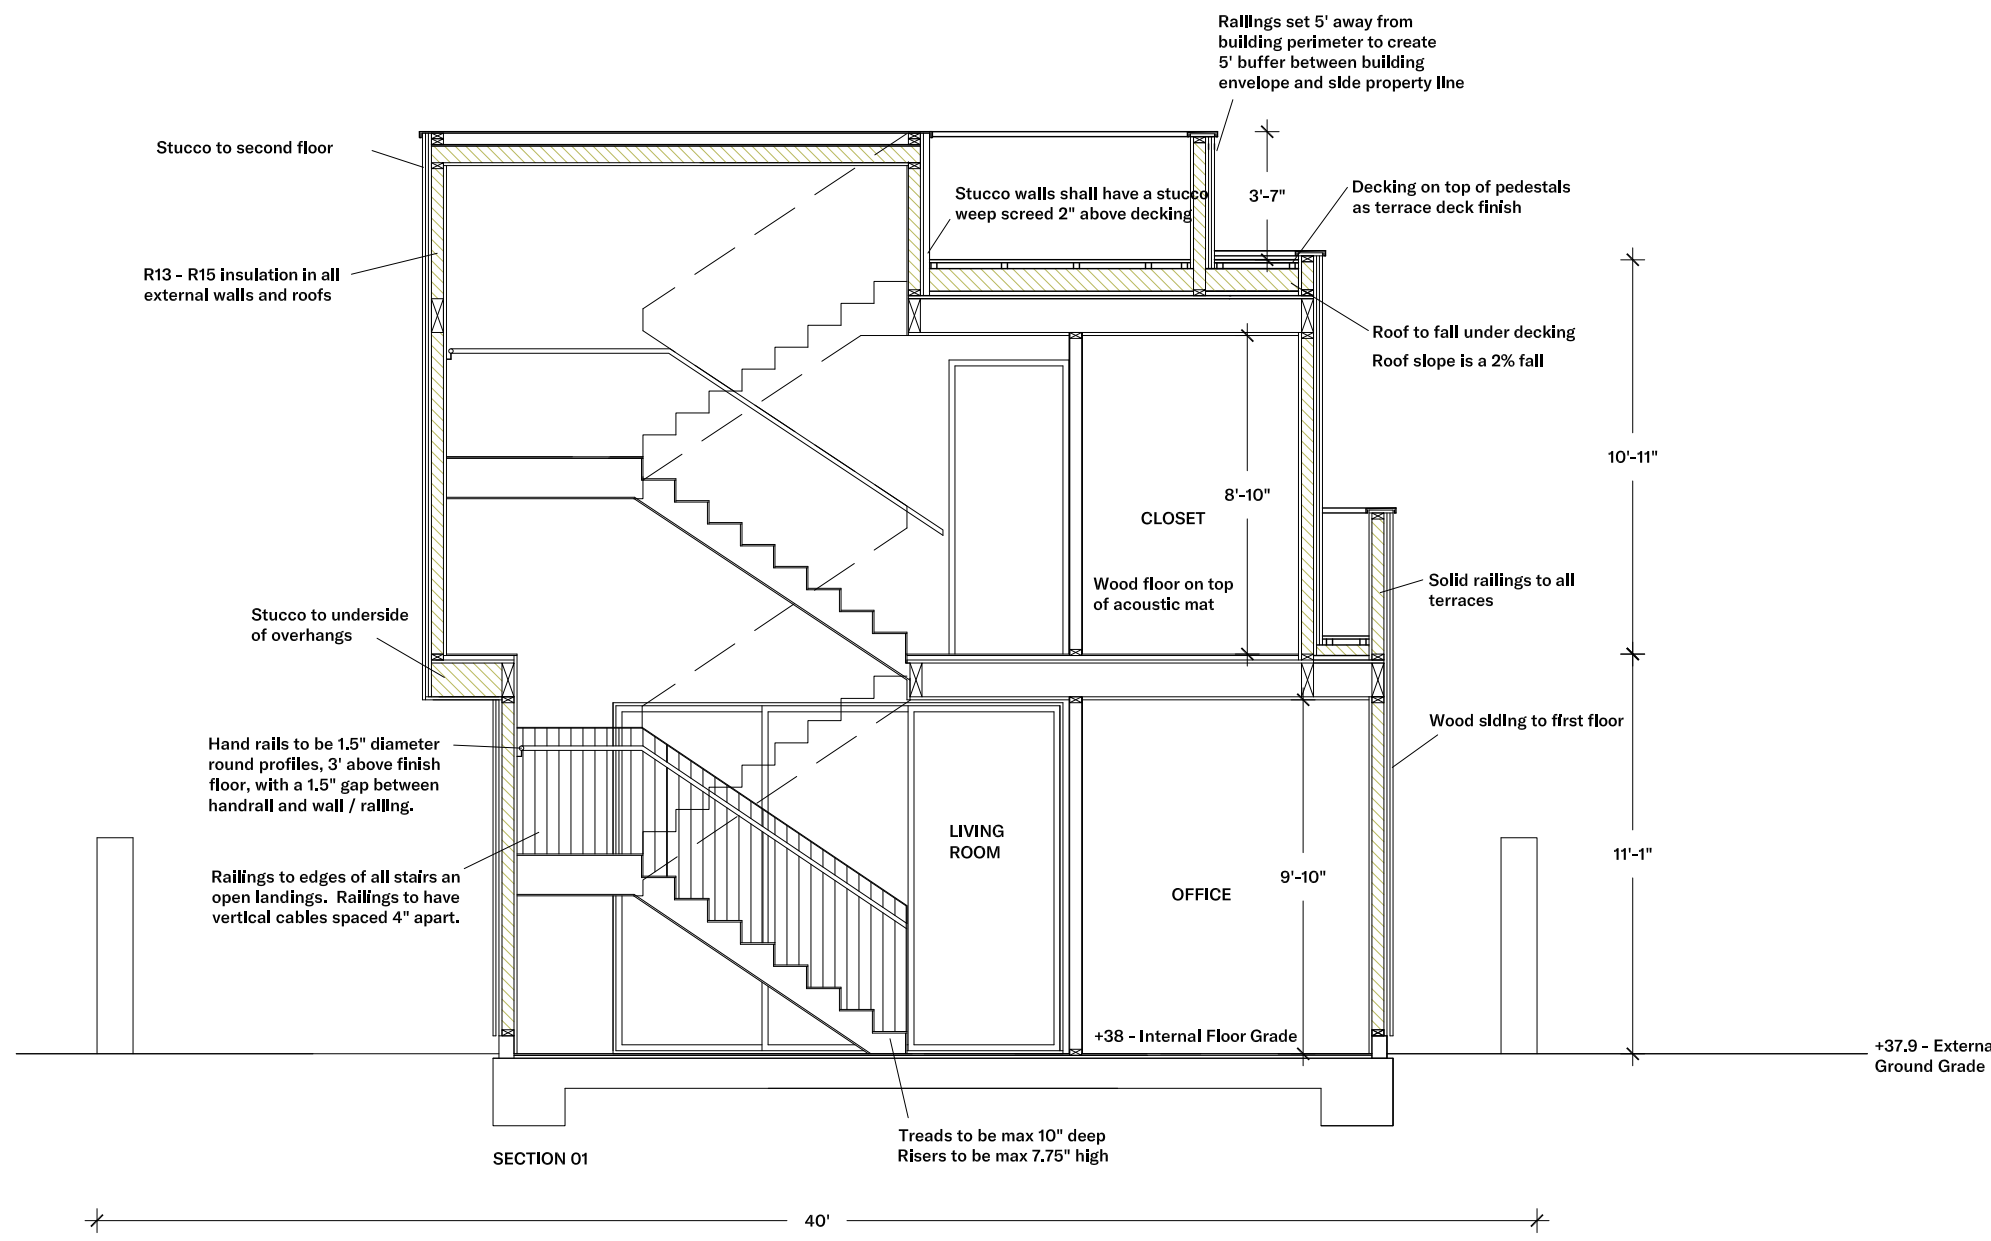 Railings set 5' away from
building perimeter to create
5' buffer between building
envelope and side property line
Stucco to second floor
3'-7"
Decking on top of pedestals
as terrace deck finish
Stucco walls shall have a stucco
weep screed 2" above decking
R13 - R15 insulation in all
external walls and roofs
Roof to fall under decking
Roof slope is a 2% fall
10'-11"
8'-10"
CLOSET
Wood floor on top
of acoustic mat
Solid railings to all
terraces
Stucco to underside
of overhangs
Wood siding to first floor
Hand rails to be 1.5" diameter
round profiles, 3' above finish
floor, with a 1.5" gap between
handrail and wall / railing.
LIVING
ROOM
11'-1"
9'-10"
OFFICE
Railings to edges of all stairs an
open landings. Railings to have
vertical cables spaced 4" apart.
+38 - Internal Floor Grade
+37.9 - Externa
Ground Grade
Treads to be max 10" deep
Risers to be max 7.75" high
SECTION 01
40'